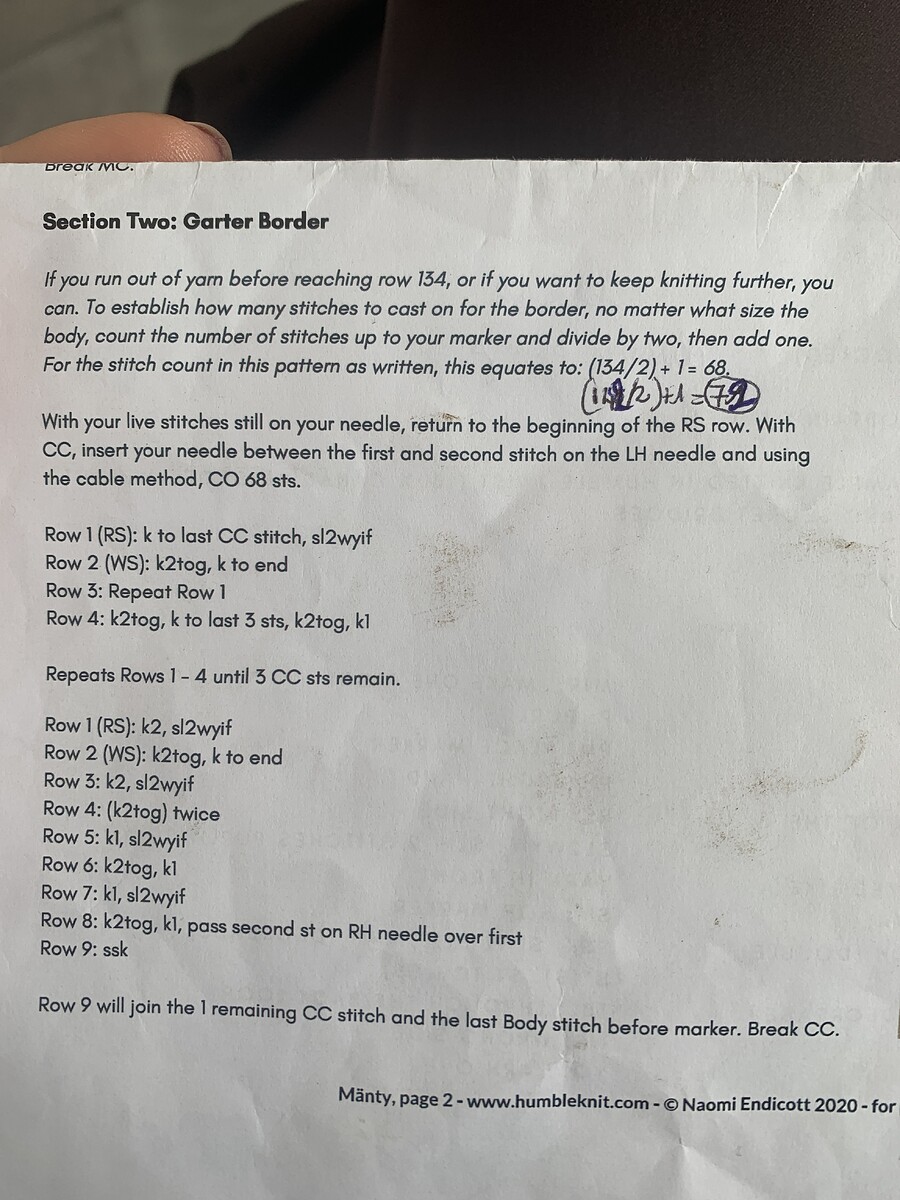 Break MC.
Section Two: Garter Border
If you run out of yarn before reaching row 134, or if you want to keep knitting further, you
can. To establish how many stitches to cast on for the border, no matter what size the
body, count the number of stitches up to your marker and divide by two, then add one.
For the stitch count in this pattern as written, this equates to: (134/2) + 1 = 68.
/2)+1 = 72
With your live stitches still on your needle, return to the beginning of the RS row. With
CC, insert your needle between the first and second stitch on the LH needle and using
the cable method, CO 68 sts.
Row 1 (RS): k to last CC stitch, sl2wyif
Row 2 (WS): k2tog, k to end
Row 3: Repeat Row 1
Row 4: k2tog, k to last 3 sts, k2tog, k1
Repeats Rows 1 - 4 until 3 CC sts remain.
Row 1 (RS): k2, sl2wyif
Row 2 (WS): k2tog, k to end
Row 3: k2, sl2wyif
Row 4: (k2tog) twice
Row 5: k1, sl2wyif
Row 6: k2tog, k1
Row 7: k1, sl2wyif
Row 8: k2tog, k1, pass second st on RH needle over first
Row 9: ssk
Row 9 will join the 1 remaining CC stitch and the last Body stitch before marker. Break CC.
Mänty, page 2 - www.humbleknit.com - © Naomi Endicott 2020 - for